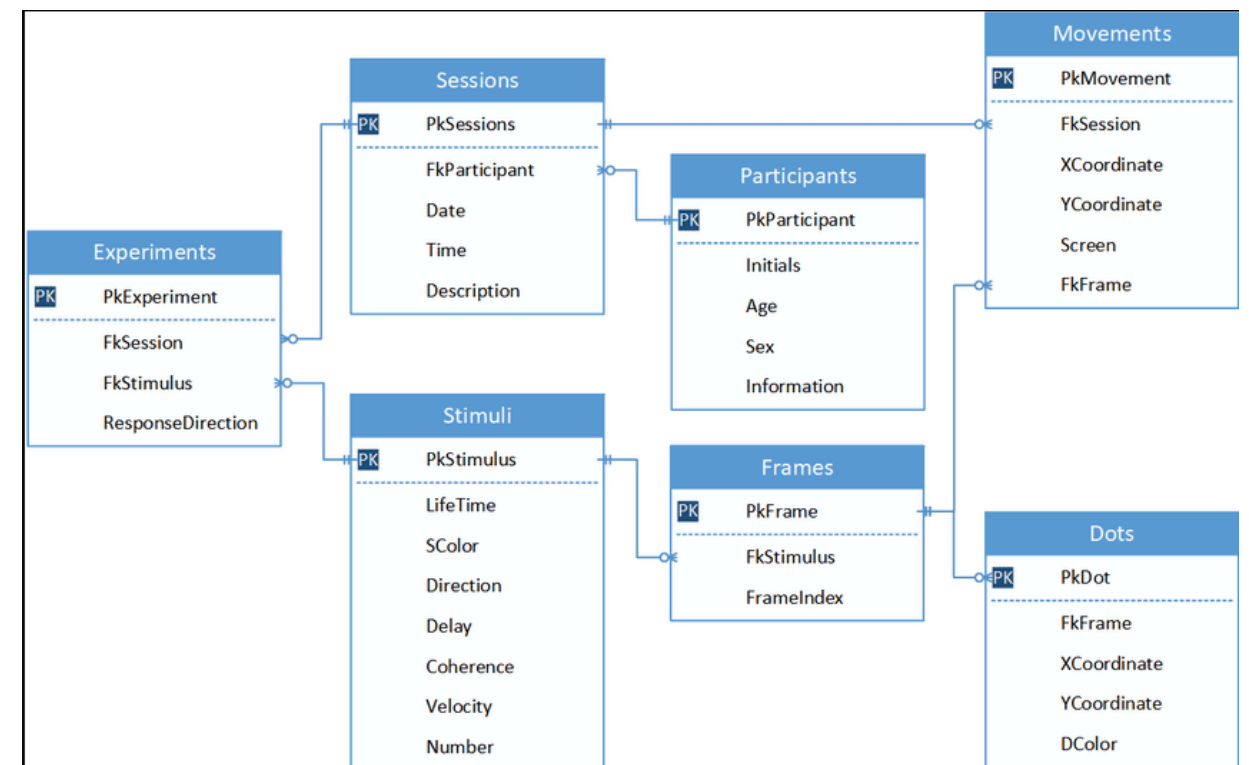 Experiments
PK PkExperiment
FkSession
FkStimulus
ResponseDirection
Sessions
PK PkSessions
FkParticipant
Date
Time
Description
Stimuli
PK PkStimulus
LifeTime
SColor
Direction
Delay
Coherence
Velocity
Number
Participants
PK PkParticipant
Initials
Age
Sex
Information
Frames
PK PkFrame
FkStimulus
FrameIndex
Movements
PK PkMovement
FkSession
XCoordinate
YCoordinate
Screen
FkFrame
Dots
PK PkDot
FkFrame
XCoordinate
YCoordinate
DColor